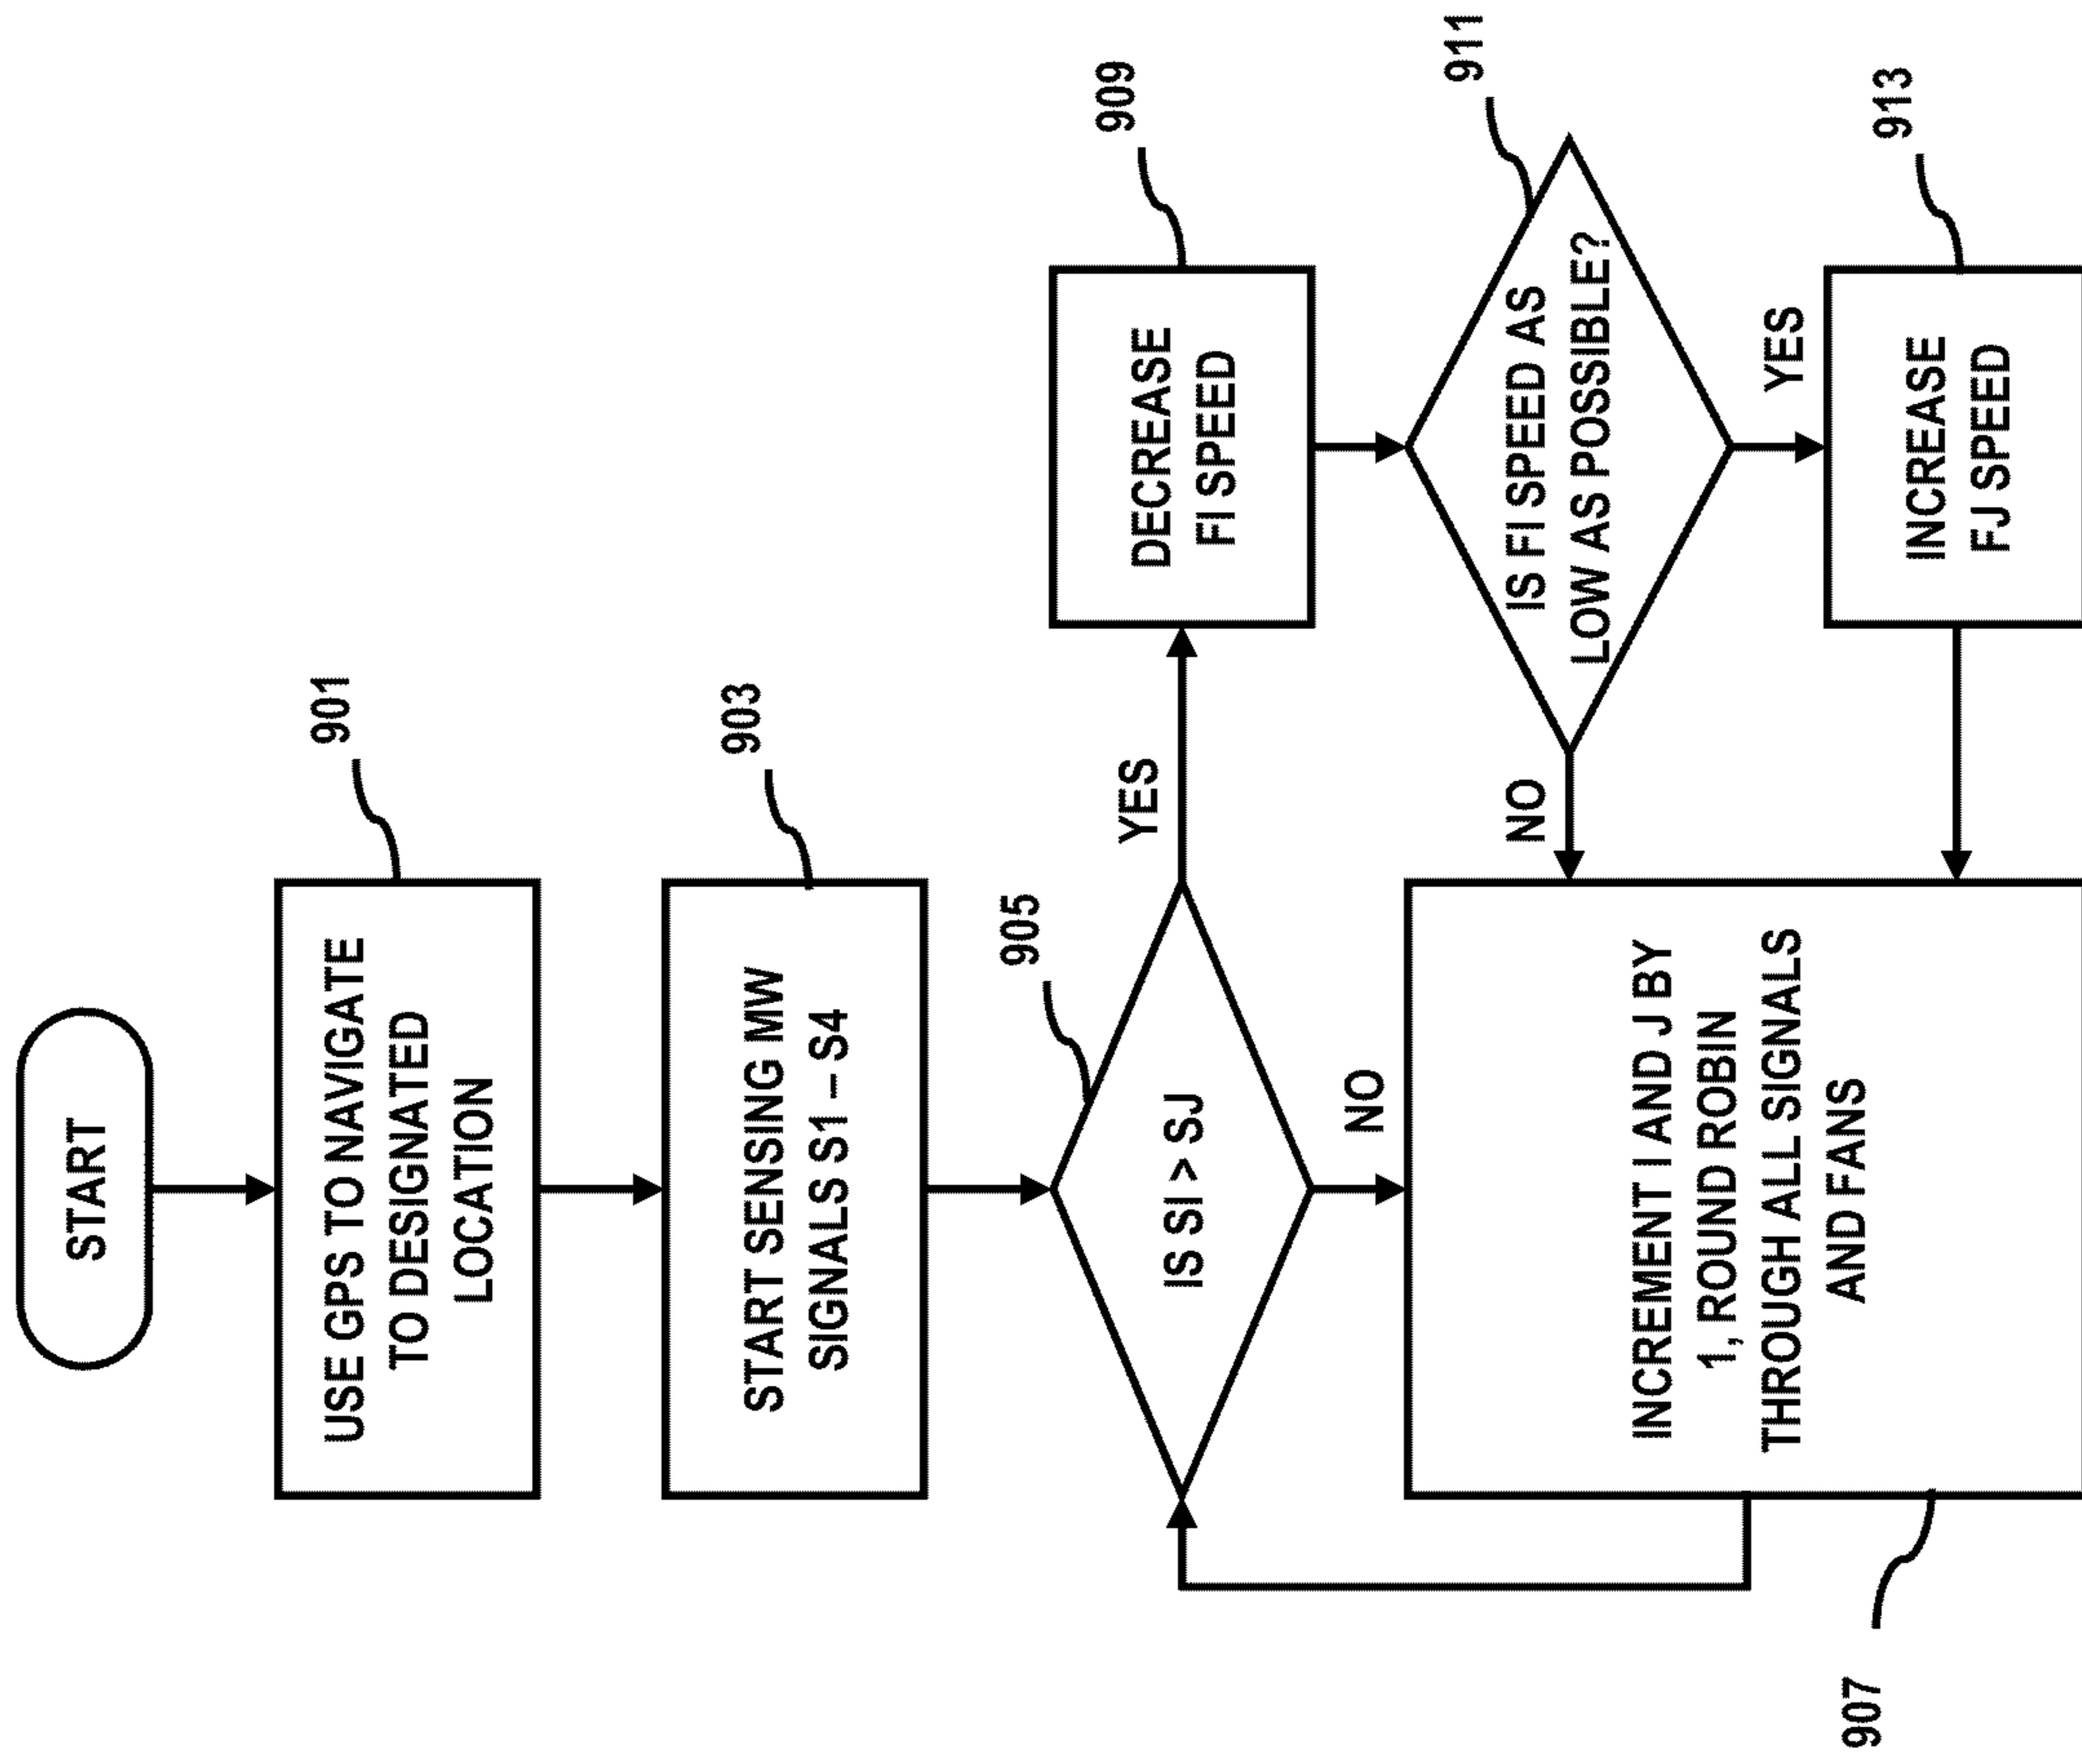 START
901
USE GPS TO NAVIGATE
TO DESIGNATED
LOCATION
903
START SENSING MW
SIGNALS S1 – S4
905
IS SI > SJ
YES
NO
909
DECREASE
FI SPEED
911
IS FI SPEED AS
LOW AS POSSIBLE?
NO
YES
913
INCREASE
FJ SPEED
INCREMENT I AND J BY
1, ROUND ROBIN
THROUGH ALL SIGNALS
AND FANS
907